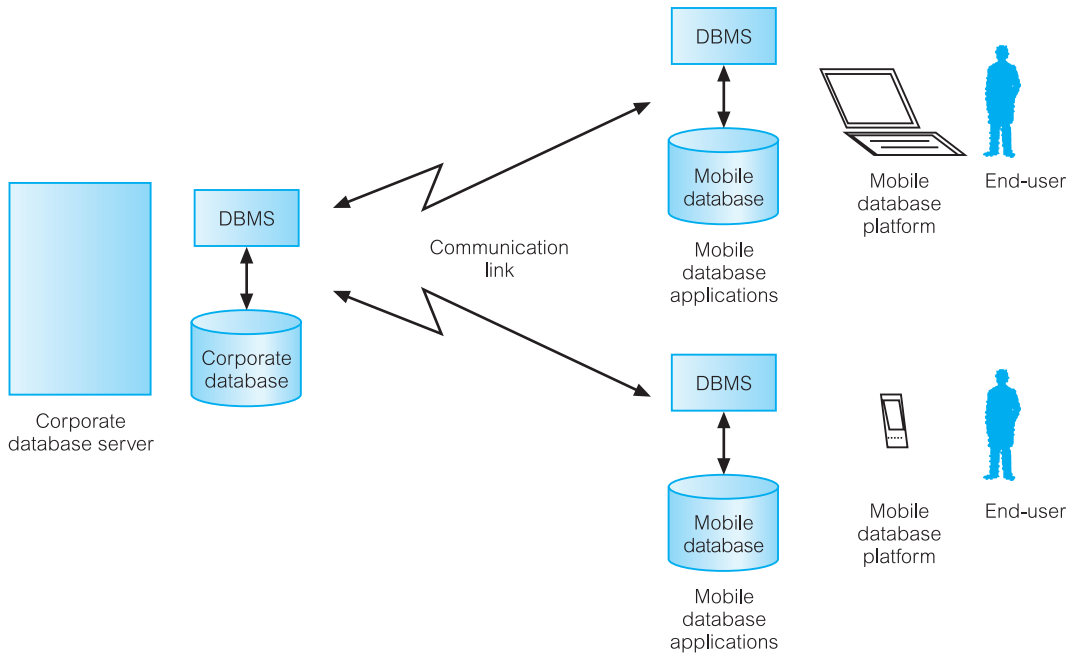 DBMS
Mobile
database
Mobile
database
applications
Mobile
database
platform
End-user
DBMS
Corporate
database
Corporate
database server
Communication
link
DBMS
Mobile
database
Mobile
database
applications
Mobile
database
platform
End-user